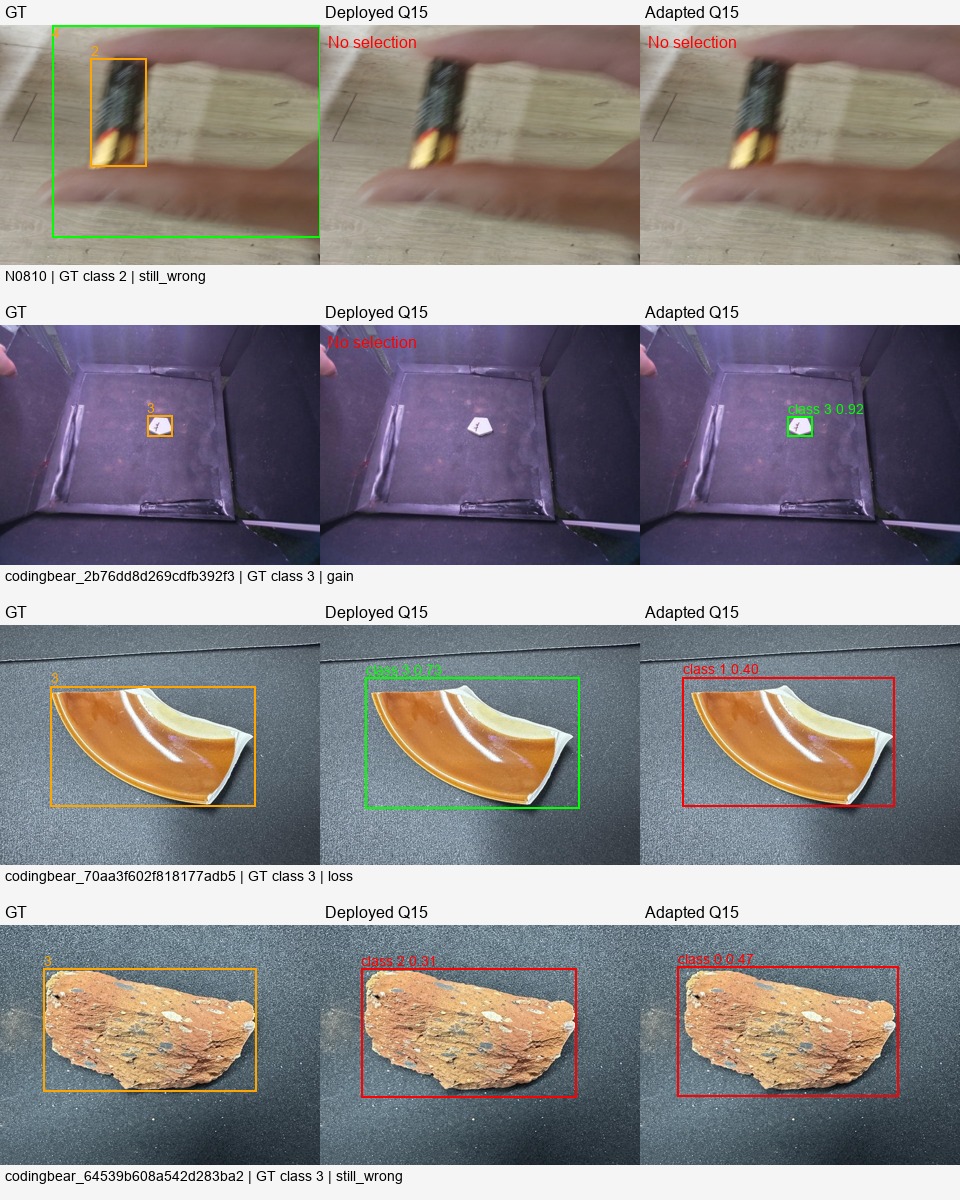 GT Deployed Q15 Adapted Q15
2
No selection No selection
N0810 | GT class 2 | still_wrong
GT Deployed Q15 Adapted Q15
No selection
3
class 3 0.92
codingbear_2b76dd8d269cdfb392f3 | GT class 3 | gain
GT Deployed Q15 Adapted Q15
3
class 1 0.40
codingbear_70aa3f602f818177adb5 | GT class 3 | loss
GT Deployed Q15 Adapted Q15
3
class 2 0.31
class 0 0.47
codingbear_64539b608a542d283ba2 | GT class 3 | still_wrong